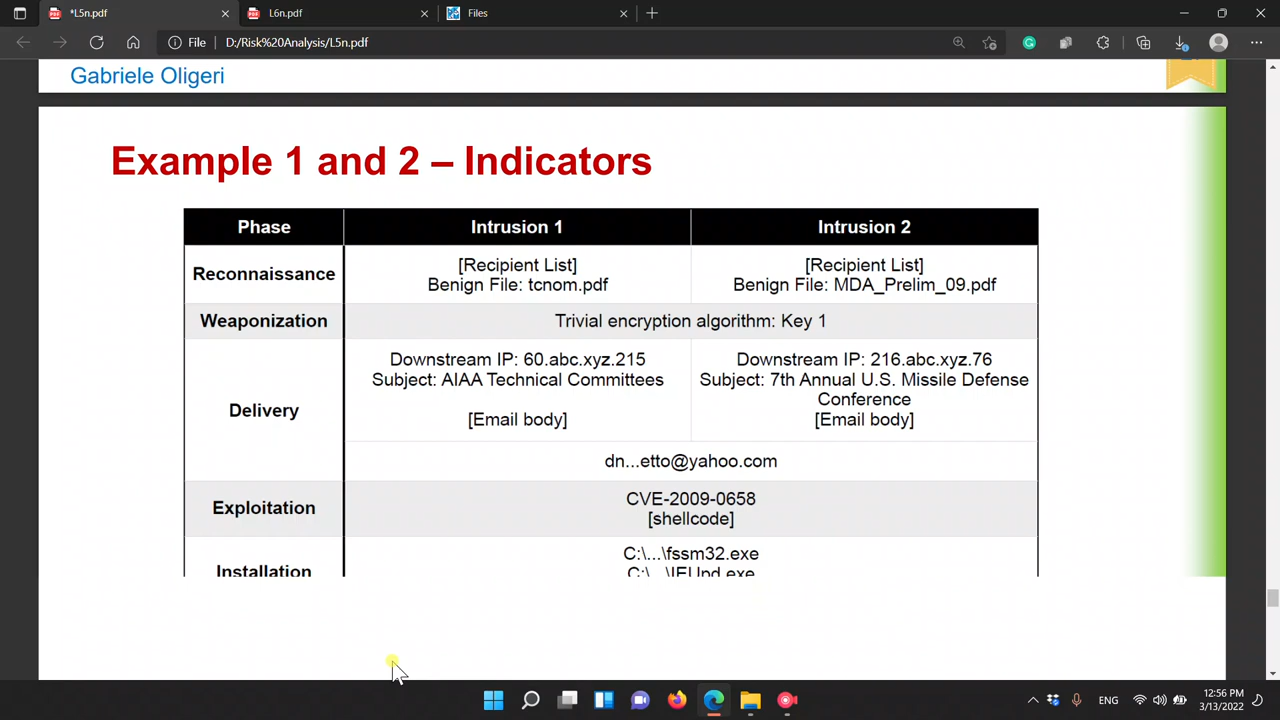 *L5n.pdf
L6n.pdf
Files
File
D:/Risk%20Analysis/L5n.pdf
Gabriele Oligeri
Example 1 and 2 – Indicators
Phase
Intrusion 1
Intrusion 2
Reconnaissance
[Recipient List]
Benign File: tcnom.pdf
[Recipient List]
Benign File: MDA_Prelim_09.pdf
Weaponization
Trivial encryption algorithm: Key 1
Delivery
Downstream IP: 60.abc.xyz.215
Subject: AIAA Technical Committees
[Email body]
Downstream IP: 216.abc.xyz.76
Subject: 7th Annual U.S. Missile Defense
Conference
[Email body]
dn...etto@yahoo.com
Exploitation
CVE-2009-0658
[shellcode]
Installation
C:\...\fssm32.exe
C:\...\IEUpd.exe
ENG
12:56 PM
3/13/2022